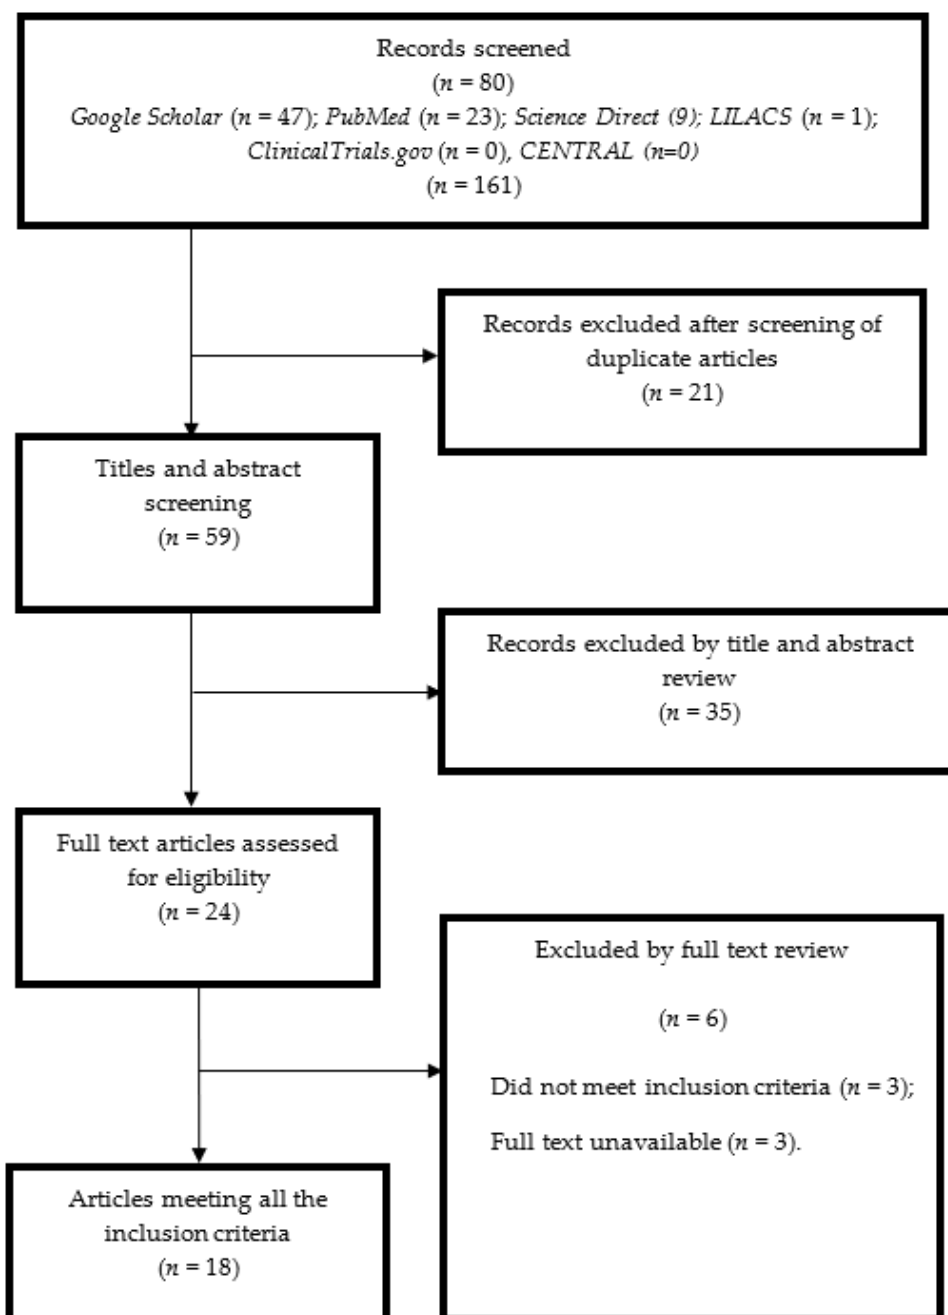 Records screened
(n = 80)
Google Scholar (n = 47); PubMed (n = 23); Science Direct (9); LILACS (n = 1);
ClinicalTrials.gov (n = 0), CENTRAL (n=0)
(n = 161)
Records excluded after screening of
duplicate articles
(n = 21)
Titles and abstract
screening
(n = 59)
Records excluded by title and abstract
review
(n = 35)
Full text articles assessed
for eligibility
(n = 24)
Excluded by full text review
(n = 6)
Did not meet inclusion criteria (n = 3);
Full text unavailable (n = 3).
Articles meeting all the
inclusion criteria
(n = 18)